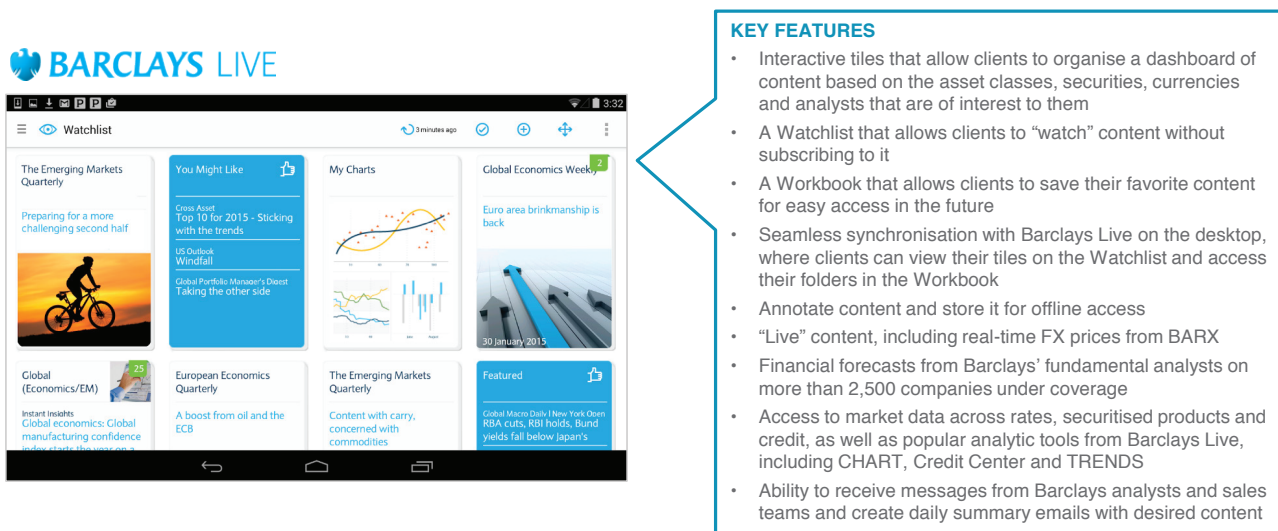 BARCLAYS LIVE
3:32
Watchlist
3 minutes ago
The Emerging Markets
Quarterly
Preparing for a more
challenging second half
You Might Like
Cross Asset
Top 10 for 2015 - Sticking
with the trends
US Outlook
Windfall
Global Portfolio Manager's Digest
Taking the other side
My Charts
2
Global Economics Weekly
Euro area brinkmanship is
back
30 January 2015
Global
(Economics/EM)
25
Instant Insights
Global economics: Global
manufacturing confidence
index starts the year on a
European Economics
Quarterly
A boost from oil and the
ECB
The Emerging Markets
Quarterly
Content with carry,
concerned with
commodities
Featured
Global Macro Daily | New York Open
RBA cuts, RBI holds, Bund
yields fall below Japan's
KEY FEATURES
• Interactive tiles that allow clients to organise a dashboard of
content based on the asset classes, securities, currencies
and analysts that are of interest to them
• A Watchlist that allows clients to “watch” content without
subscribing to it
• A Workbook that allows clients to save their favorite content
for easy access in the future
• Seamless synchronisation with Barclays Live on the desktop,
where clients can view their tiles on the Watchlist and access
their folders in the Workbook
• Annotate content and store it for offline access
• “Live” content, including real-time FX prices from BARX
• Financial forecasts from Barclays’ fundamental analysts on
more than 2,500 companies under coverage
• Access to market data across rates, securitised products and
credit, as well as popular analytic tools from Barclays Live,
including CHART, Credit Center and TRENDS
• Ability to receive messages from Barclays analysts and sales
teams and create daily summary emails with desired content